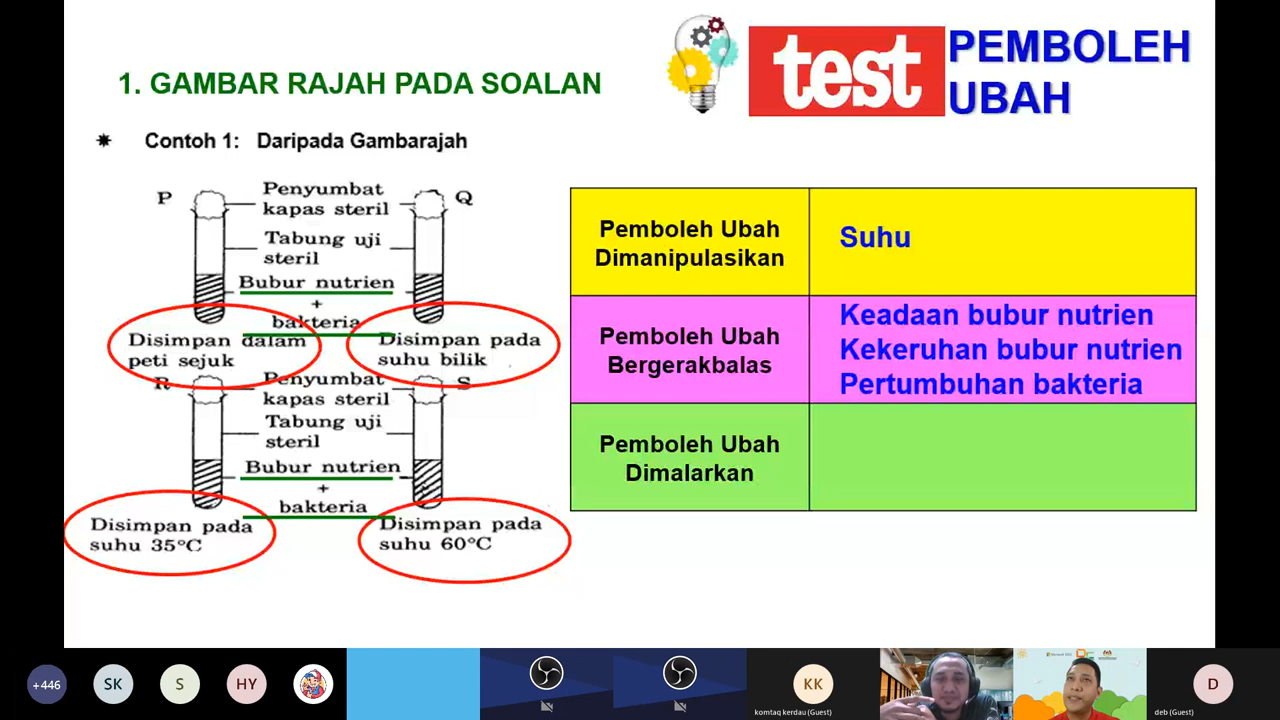 1. GAMBAR RAJAH PADA SOALAN
test
PEMBOLEH
UBAH
Contoh 1: Daripada Gambarajah
P
Penyumbat
kapas steril
Q
Tabung uji
steril
Bubur nutrien
+
bakteria
Disimpan dalam
peti sejuk
Disimpan pada
suhu bilik
R
Penyumbat
kapas steril
S
Tabung uji
steril
Bubur nutrien
+
bakteria
Disimpan pada
suhu 35°C
Disimpan pada
suhu 60°C
Pemboleh Ubah
Dimanipulasikan
Suhu
Pemboleh Ubah
Bergerakbalas
Keadaan bubur nutrien
Kekeruhan bubur nutrien
Pertumbuhan bakteria
Pemboleh Ubah
Dimalarkan
+446
SK
S
HY
KK
komtaq kerdau (Guest)
D
deb (Guest)